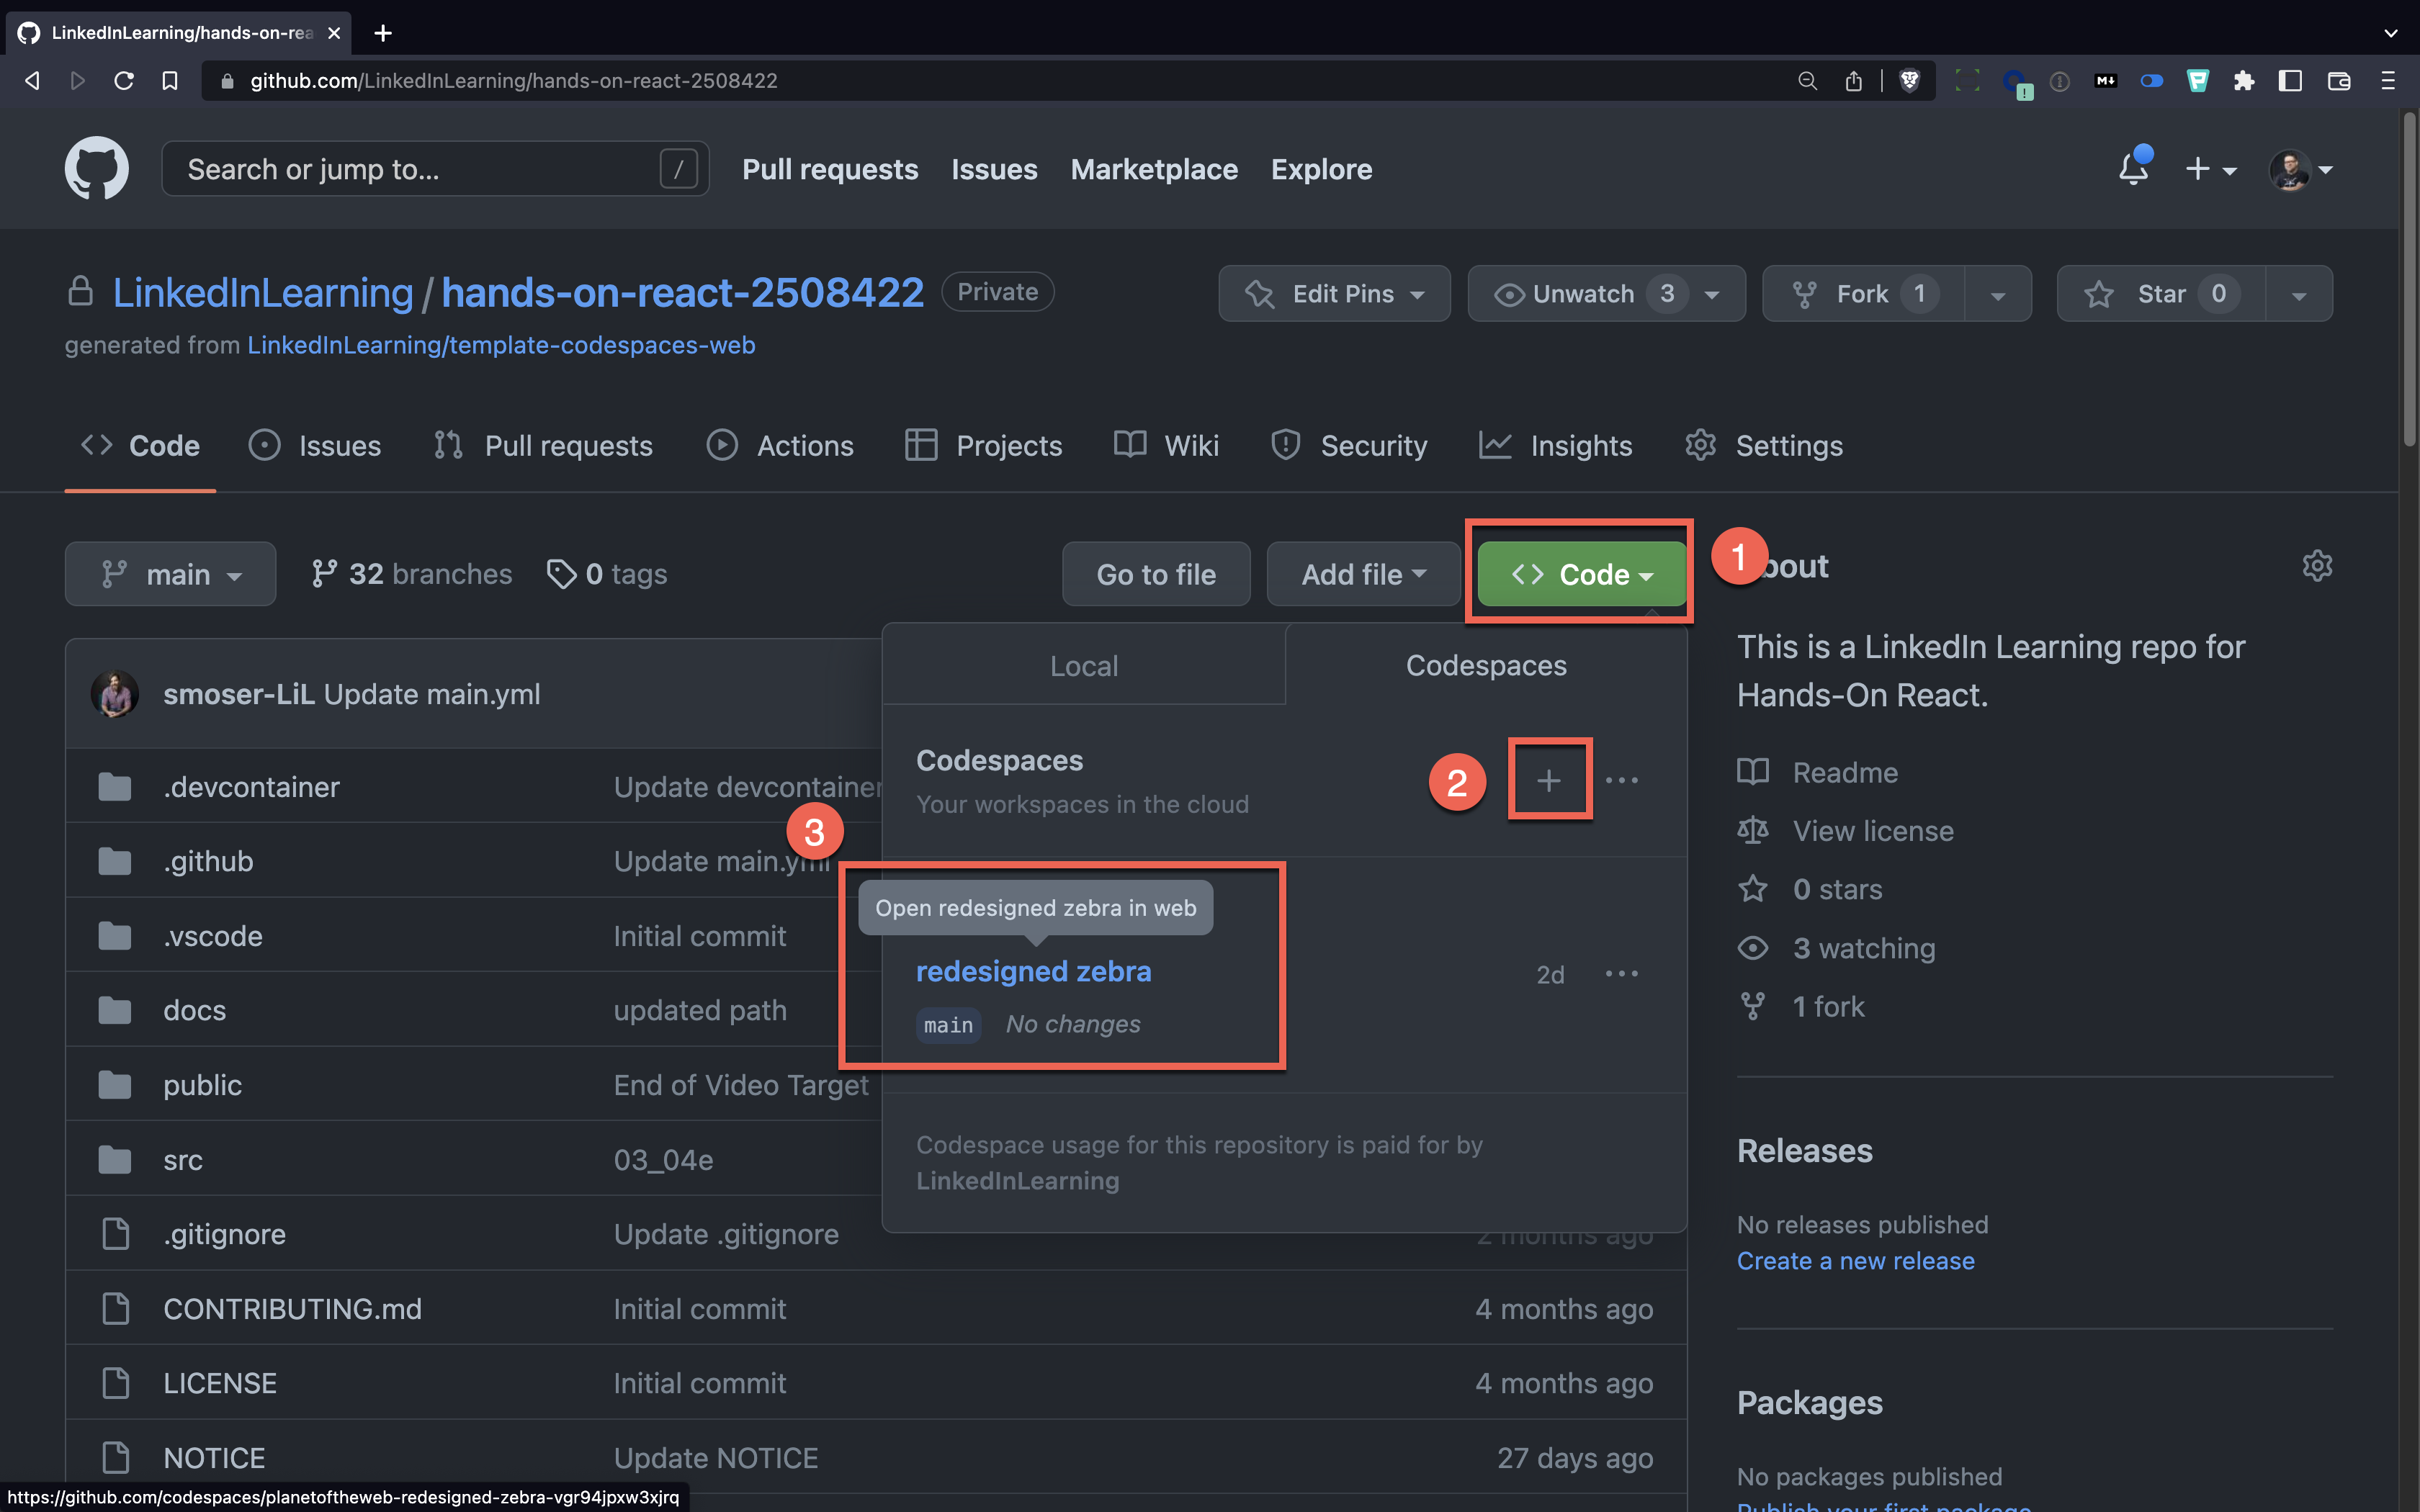 LinkedInLearning/hands-on-rea
github.com/LinkedInLearning/hands-on-react-2508422
M↓
Search or jump to... /
Pull requests Issues Marketplace Explore
LinkedInLearning / hands-on-react-2508422 Private
Edit Pins Unwatch 3 Fork 1 Star 0
generated from LinkedInLearning/template-codespaces-web
Code Issues Pull requests Actions Projects Wiki Security Insights Settings
main 32 branches 0 tags Go to file Add file Code 1
bout
This is a LinkedIn Learning repo for
Hands-On React.
Readme
View license
0 stars
3 watching
1 fork
Releases
No releases published
Create a new release
Packages
No packages published
Publish your first package
Local Codespaces
Codespaces
Your workspaces in the cloud
2
3
Open redesigned zebra in web
redesigned zebra 2d
main No changes
Codespace usage for this repository is paid for by
LinkedInLearning
smoser-LiL Update main.yml
.devcontainer Update devcontainer
.github Update main.yml
.vscode Initial commit
docs updated path
public End of Video Target
src 03_04e
.gitignore Update .gitignore 2 months ago
CONTRIBUTING.md Initial commit 4 months ago
LICENSE Initial commit 4 months ago
NOTICE Update NOTICE 27 days ago
https://github.com/codespaces/planetoftheweb-redesigned-zebra-vgr94jpxw3xjrq